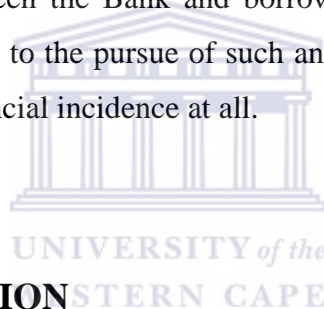 een the Bank and borrow
to the pursue of such an
ncial incidence at all.
UNIVERSITY of the
ION STERN CAPE